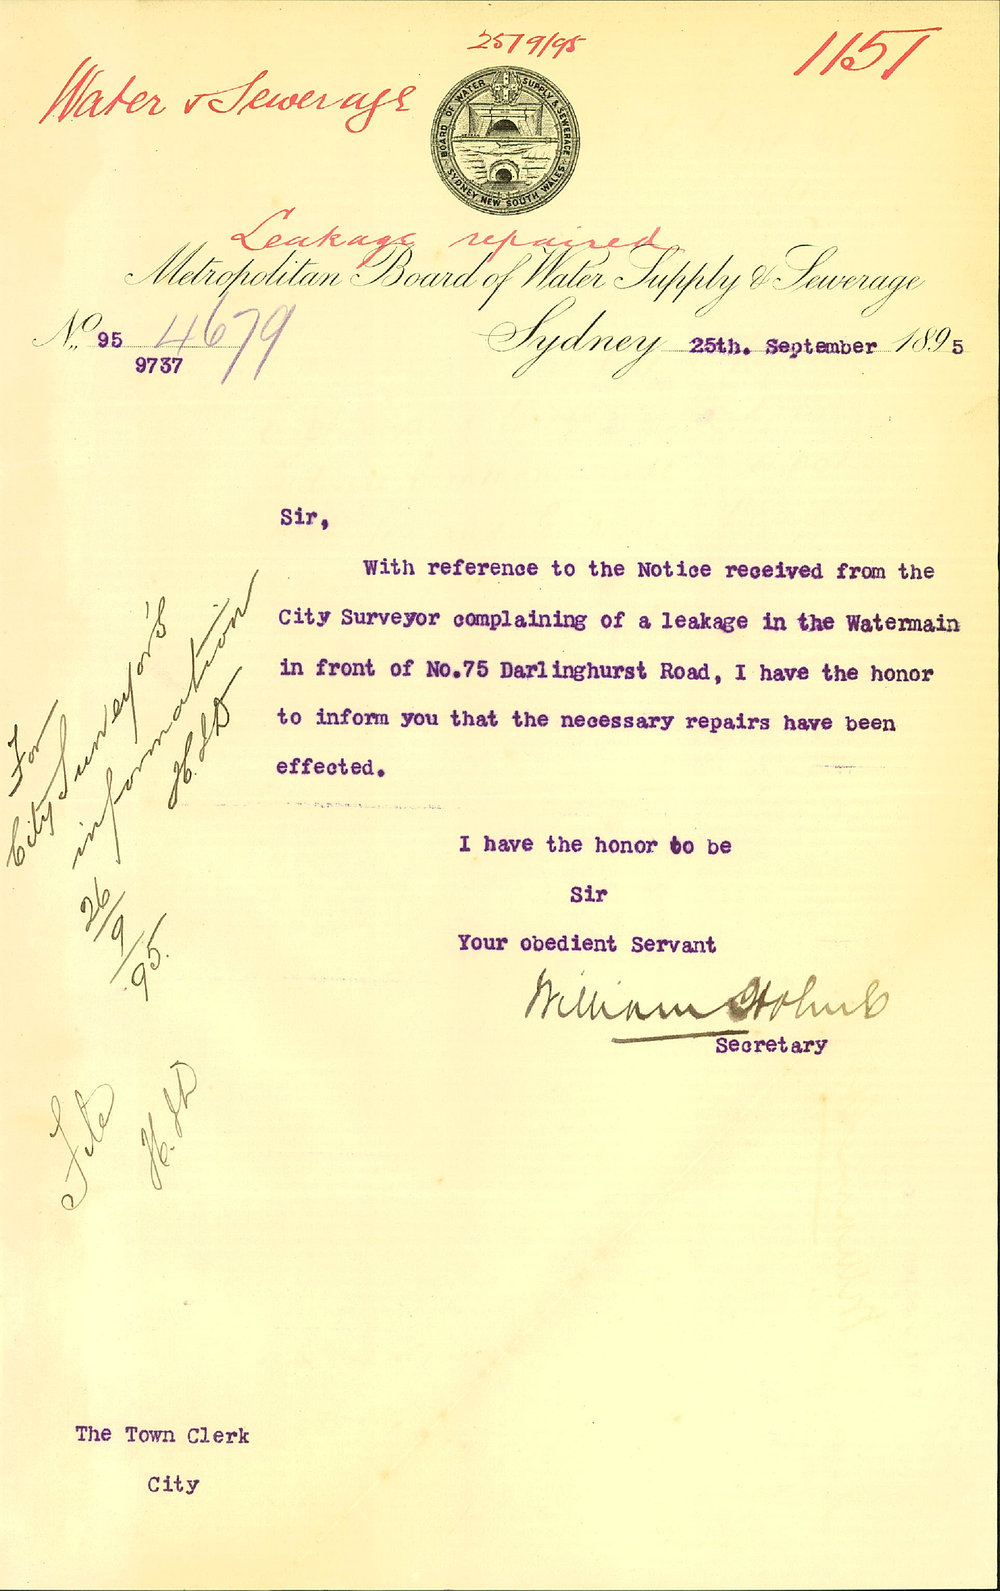 25/9/95
1151
Water & Sewerage
BOARD OF WATER SUPPLY & SEWERAGE
SYDNEY, NEW SOUTH WALES
Leakage repaired
Metropolitan Board of Water Supply & Sewerage
No. 95 4679
9737
Sydney 25th. September 1895
Sir,
With reference to the Notice received from the
City Surveyor complaining of a leakage in the Watermain
in front of No.75 Darlinghurst Road, I have the honor
to inform you that the necessary repairs have been
effected.
For
City Surveyor's
information
26/9/95.
I have the honor to be
Sir
Your obedient Servant
William Holmes
Secretary
File
The Town Clerk
City